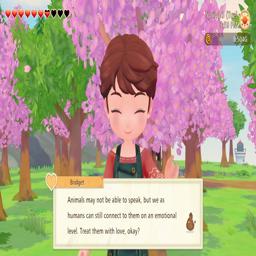 Bridget
Animals may not be able to speak, but we as
humans can still connect to them on an emotional
level. Treat them with love, okay?